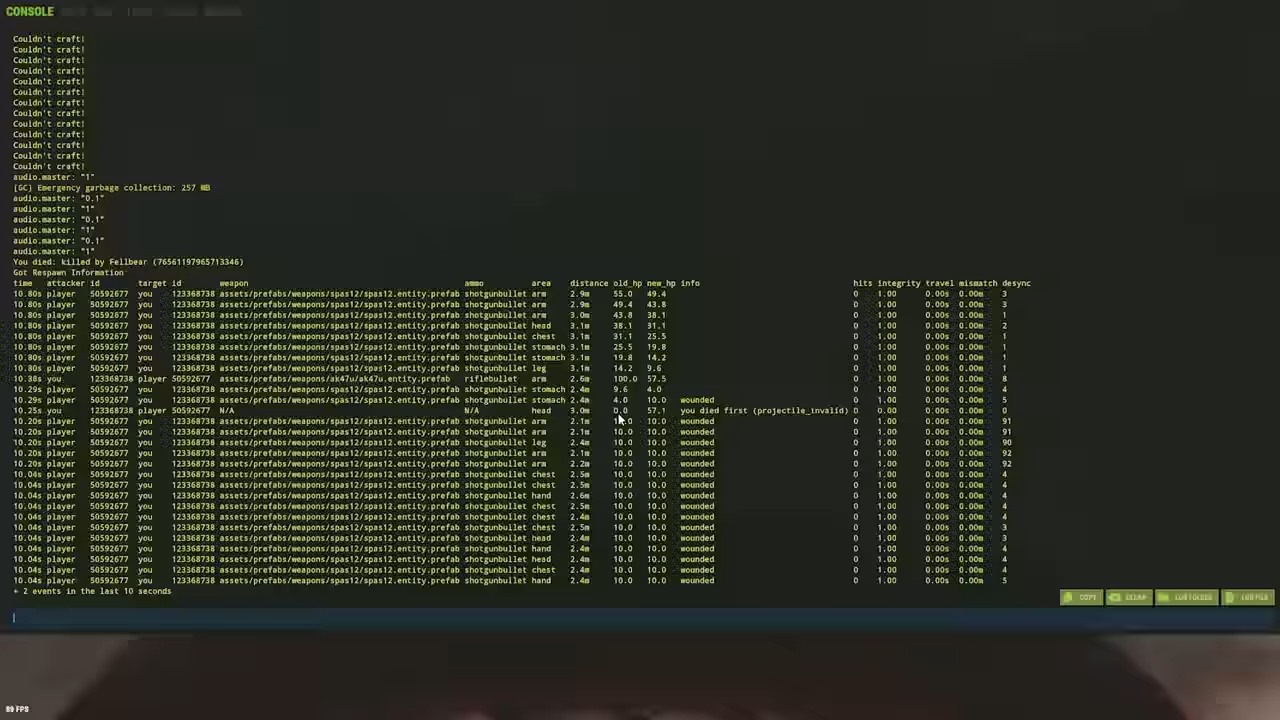 CONSOLE
Couldn't craft!
Couldn't craft!
Couldn't craft!
Couldn't craft!
Couldn't craft!
Couldn't craft!
Couldn't craft!
Couldn't craft!
Couldn't craft!
Couldn't craft!
Couldn't craft!
Couldn't craft!
Couldn't craft!
audio.master: "1"
[GC] Emergency garbage collection: 257 MB
audio.master: "0.1"
audio.master: "1"
audio.master: "0.1"
audio.master: "1"
audio.master: "0.1"
audio.master: "1"
You died: killed by Fellbear (76561197965713346)
Got Respawn Information
time attacker id target id weapon ammo area distance old_hp new_hp info hits integrity travel mismatch desync
10.80s player 50592677 you 123368738 assets/prefabs/weapons/spas12/spas12.entity.prefab shotgunbullet arm 2.9m 55.0 49.4 0 1.00 0.00s 0.00m 3
10.80s player 50592677 you 123368738 assets/prefabs/weapons/spas12/spas12.entity.prefab shotgunbullet arm 2.9m 49.4 43.8 0 1.00 0.00s 0.00m 3
10.80s player 50592677 you 123368738 assets/prefabs/weapons/spas12/spas12.entity.prefab shotgunbullet arm 3.0m 43.8 38.1 0 1.00 0.00s 0.00m 1
10.80s player 50592677 you 123368738 assets/prefabs/weapons/spas12/spas12.entity.prefab shotgunbullet head 3.1m 38.1 31.1 0 1.00 0.00s 0.00m 2
10.80s player 50592677 you 123368738 assets/prefabs/weapons/spas12/spas12.entity.prefab shotgunbullet chest 3.1m 31.1 25.5 0 1.00 0.00s 0.00m 1
10.80s player 50592677 you 123368738 assets/prefabs/weapons/spas12/spas12.entity.prefab shotgunbullet stomach 3.1m 25.5 19.8 0 1.00 0.00s 0.00m 1
10.80s player 50592677 you 123368738 assets/prefabs/weapons/spas12/spas12.entity.prefab shotgunbullet stomach 3.1m 19.8 14.2 0 1.00 0.00s 0.00m 1
10.80s player 50592677 you 123368738 assets/prefabs/weapons/spas12/spas12.entity.prefab shotgunbullet leg 3.1m 14.2 9.6 0 1.00 0.00s 0.00m 1
10.38s you 123368738 player 50592677 assets/prefabs/weapons/ak47u/ak47u.entity.prefab riflebullet arm 2.6m 100.0 57.5 0 1.00 0.00s 0.00m 8
10.29s player 50592677 you 123368738 assets/prefabs/weapons/spas12/spas12.entity.prefab shotgunbullet stomach 2.4m 9.6 4.0 0 1.00 0.00s 0.00m 4
10.29s player 50592677 you 123368738 assets/prefabs/weapons/spas12/spas12.entity.prefab shotgunbullet stomach 2.4m 4.0 10.0 wounded 0 1.00 0.00s 0.00m 5
10.25s you 123368738 player 50592677 N/A N/A head 3.0m 0.0 57.1 you died first (projectile_invalid) 0 0.00 0.00s 0.00m 0
10.20s player 50592677 you 123368738 assets/prefabs/weapons/spas12/spas12.entity.prefab shotgunbullet arm 2.1m 10.0 10.0 wounded 0 1.00 0.00s 0.00m 91
10.20s player 50592677 you 123368738 assets/prefabs/weapons/spas12/spas12.entity.prefab shotgunbullet arm 2.1m 10.0 10.0 wounded 0 1.00 0.00s 0.00m 91
10.20s player 50592677 you 123368738 assets/prefabs/weapons/spas12/spas12.entity.prefab shotgunbullet leg 2.4m 10.0 10.0 wounded 0 1.00 0.00s 0.00m 90
10.20s player 50592677 you 123368738 assets/prefabs/weapons/spas12/spas12.entity.prefab shotgunbullet arm 2.1m 10.0 10.0 wounded 0 1.00 0.00s 0.00m 92
10.20s player 50592677 you 123368738 assets/prefabs/weapons/spas12/spas12.entity.prefab shotgunbullet arm 2.2m 10.0 10.0 wounded 0 1.00 0.00s 0.00m 92
10.04s player 50592677 you 123368738 assets/prefabs/weapons/spas12/spas12.entity.prefab shotgunbullet chest 2.5m 10.0 10.0 wounded 0 1.00 0.00s 0.00m 4
10.04s player 50592677 you 123368738 assets/prefabs/weapons/spas12/spas12.entity.prefab shotgunbullet chest 2.5m 10.0 10.0 wounded 0 1.00 0.00s 0.00m 4
10.04s player 50592677 you 123368738 assets/prefabs/weapons/spas12/spas12.entity.prefab shotgunbullet hand 2.6m 10.0 10.0 wounded 0 1.00 0.00s 0.00m 4
10.04s player 50592677 you 123368738 assets/prefabs/weapons/spas12/spas12.entity.prefab shotgunbullet chest 2.5m 10.0 10.0 wounded 0 1.00 0.00s 0.00m 4
10.04s player 50592677 you 123368738 assets/prefabs/weapons/spas12/spas12.entity.prefab shotgunbullet chest 2.4m 10.0 10.0 wounded 0 1.00 0.00s 0.00m 4
10.04s player 50592677 you 123368738 assets/prefabs/weapons/spas12/spas12.entity.prefab shotgunbullet chest 2.5m 10.0 10.0 wounded 0 1.00 0.00s 0.00m 3
10.04s player 50592677 you 123368738 assets/prefabs/weapons/spas12/spas12.entity.prefab shotgunbullet head 2.4m 10.0 10.0 wounded 0 1.00 0.00s 0.00m 3
10.04s player 50592677 you 123368738 assets/prefabs/weapons/spas12/spas12.entity.prefab shotgunbullet hand 2.4m 10.0 10.0 wounded 0 1.00 0.00s 0.00m 4
10.04s player 50592677 you 123368738 assets/prefabs/weapons/spas12/spas12.entity.prefab shotgunbullet head 2.4m 10.0 10.0 wounded 0 1.00 0.00s 0.00m 4
10.04s player 50592677 you 123368738 assets/prefabs/weapons/spas12/spas12.entity.prefab shotgunbullet chest 2.4m 10.0 10.0 wounded 0 1.00 0.00s 0.00m 4
10.04s player 50592677 you 123368738 assets/prefabs/weapons/spas12/spas12.entity.prefab shotgunbullet hand 2.4m 10.0 10.0 wounded 0 1.00 0.00s 0.00m 5
+ 2 events in the last 10 seconds
COPY
89 FPS